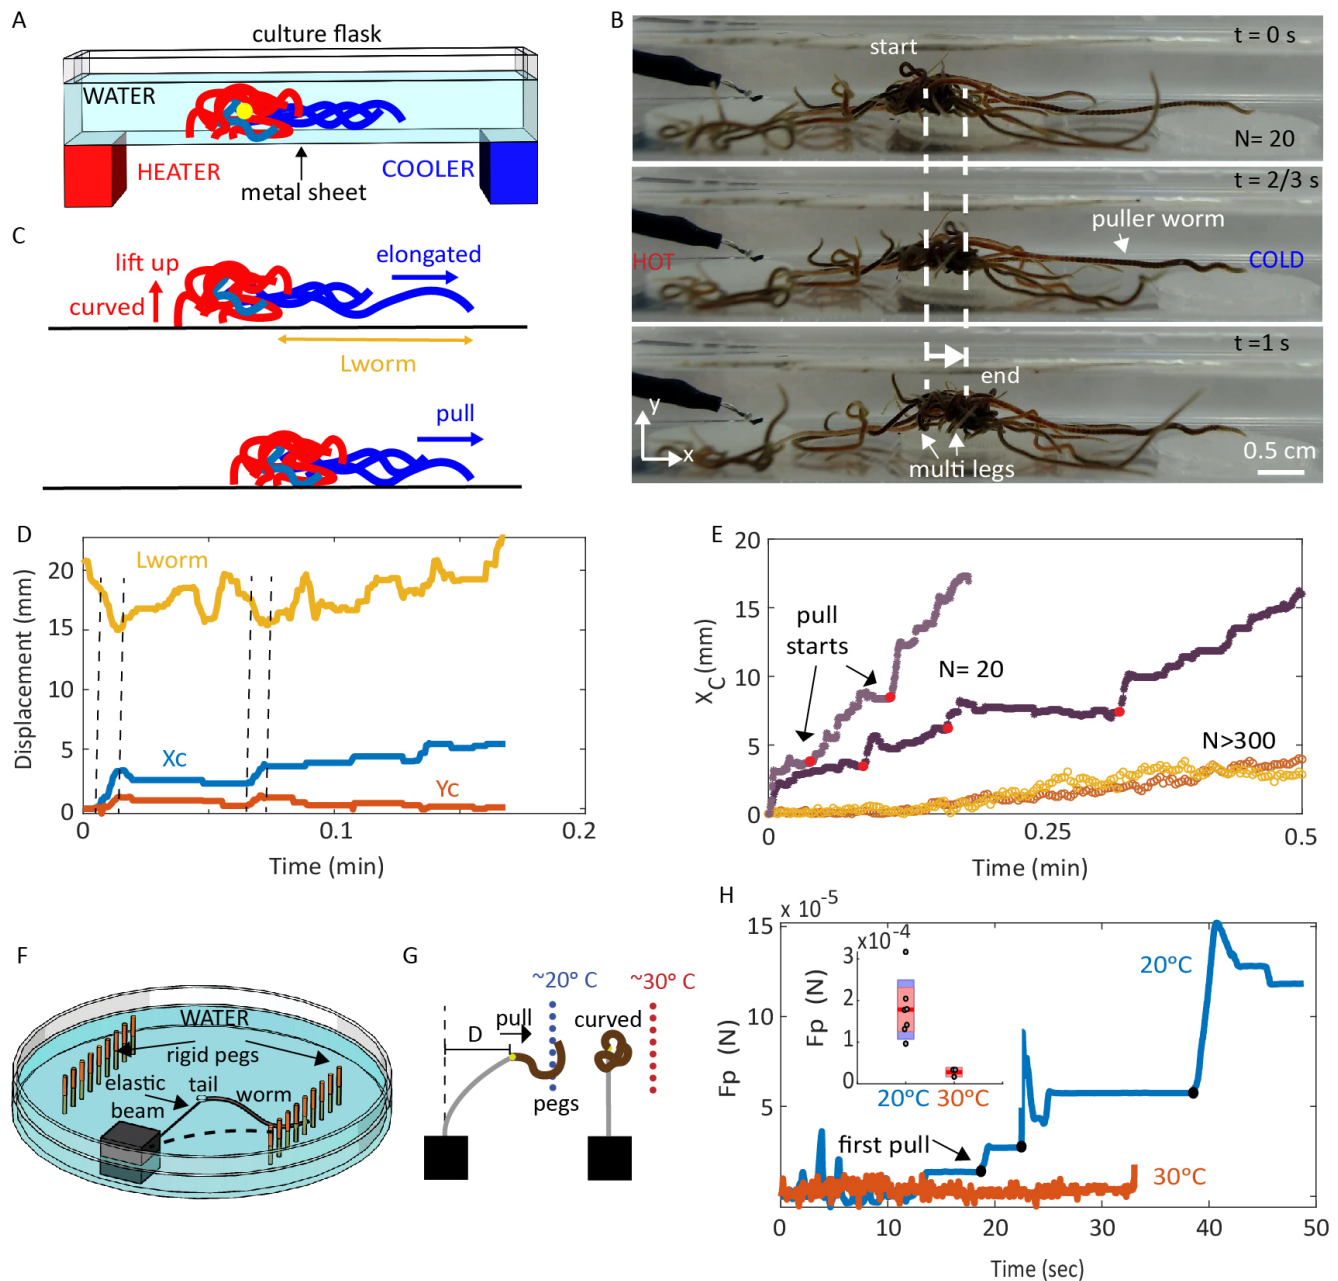 A
culture flask
WATER
HEATER
COOLER
metal sheet
B
start
t = 0 s
N= 20
t = 2/3 s
puller worm
HOT
COLD
t =1 s
end
y
x
multi legs
0.5 cm
C
lift up
curved
elongated
Lworm
pull
D
Displacement (mm)
20
15
10
5
0
Lworm
Xc
Yc
0
0.1
0.2
Time (min)
E
Xc (mm)
20
15
10
5
0
pull
starts
N= 20
N>300
0
0.25
0.5
Time (min)
F
WATER
rigid pegs
elastic
beam
tail
worm
G
~20° C
~30° C
D
pull
curved
pegs
H
x 10⁻⁵
15
10
5
0
Fp (N)
x10⁻⁴
3
2
1
0
Fp (N)
20°C
30°C
20°C
first pull
30°C
0
10
20
30
40
50
Time (sec)